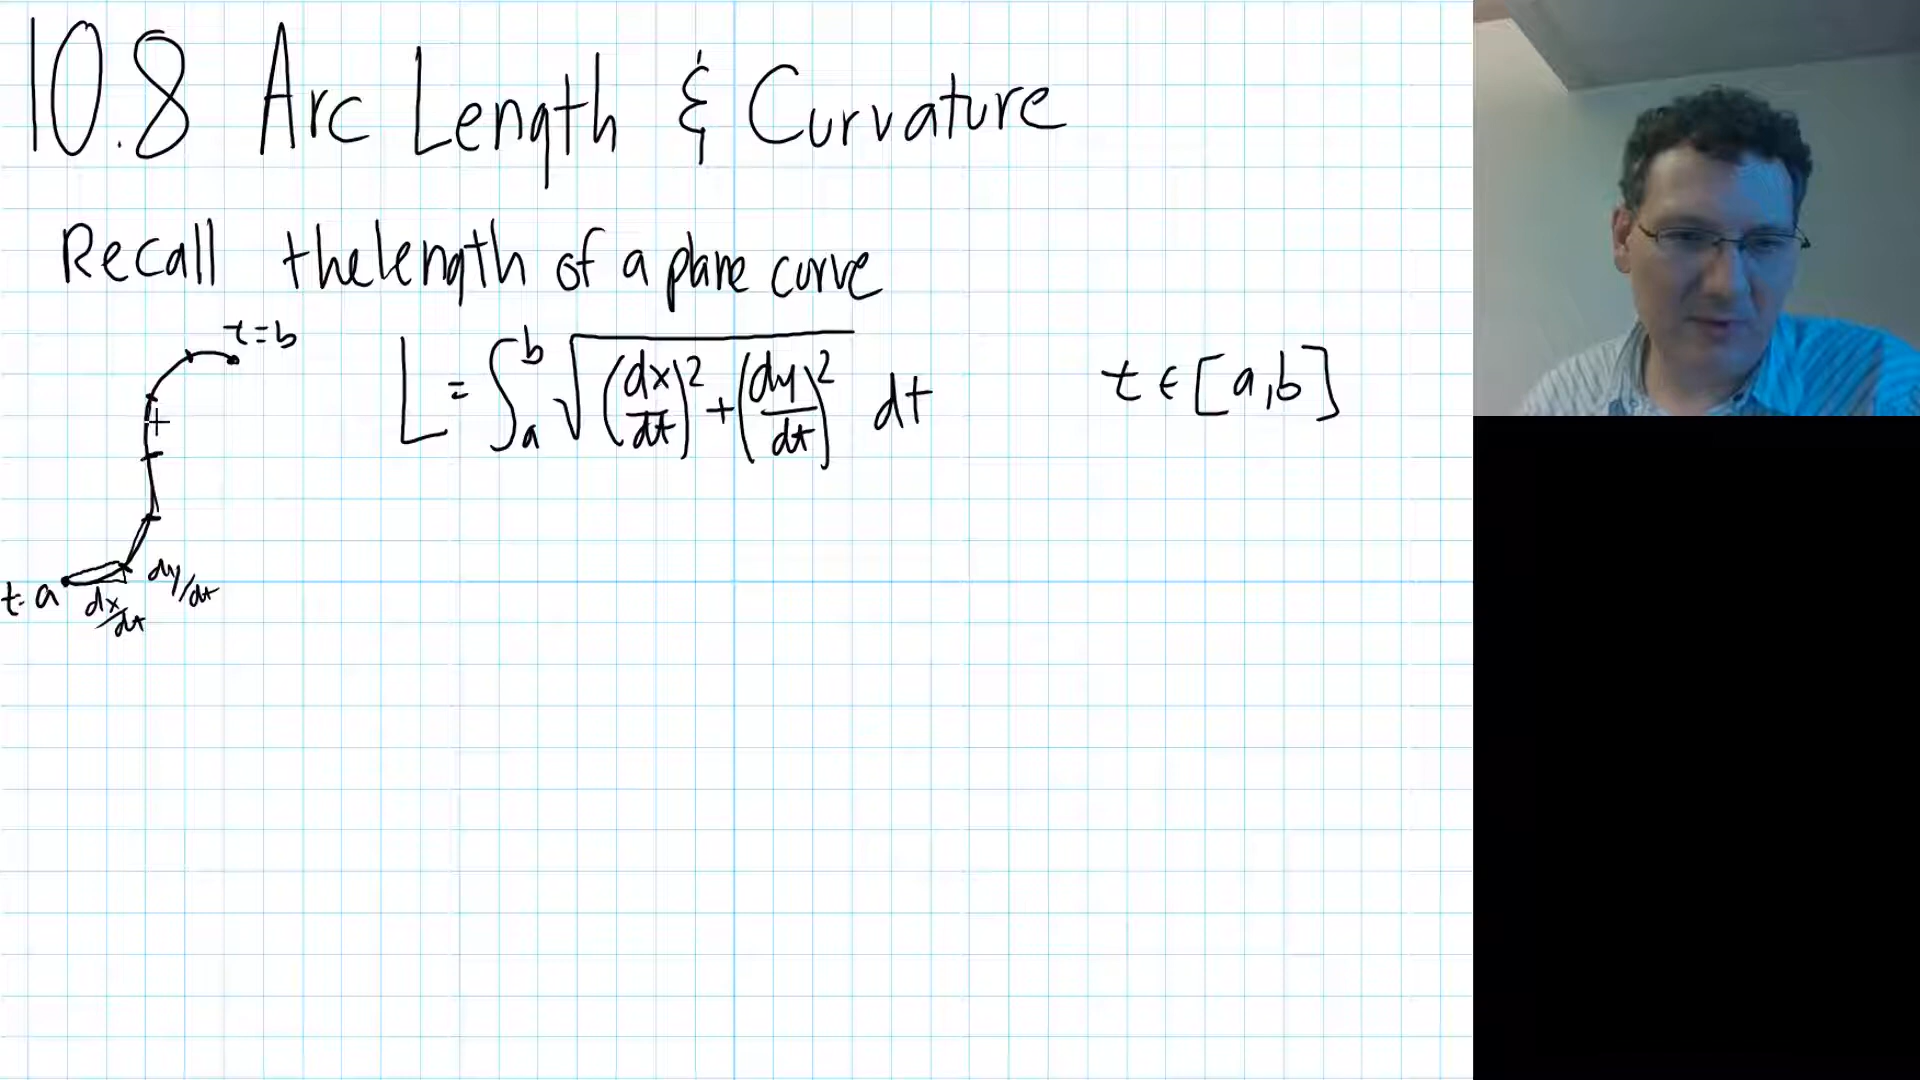 10.8 Arc Length & Curvature
Recall the length of a plane curve
t=b
L = ∫_a^b √((dx/dt)² + (dy/dt)²) dt    t ∈ [a,b]
t=a
dx/dt
dy/dt